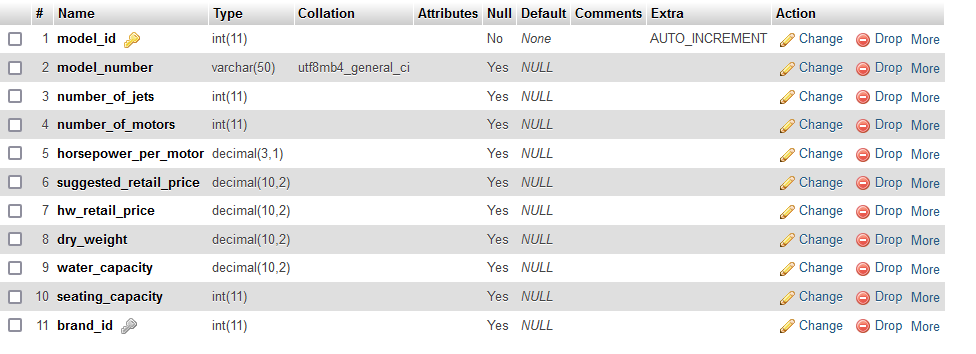 # Name Type Collation Attributes Null Default Comments Extra Action
1 model_id int(11) No None AUTO_INCREMENT Change Drop More
2 model_number varchar(50) utf8mb4_general_ci Yes NULL Change Drop More
3 number_of_jets int(11) Yes NULL Change Drop More
4 number_of_motors int(11) Yes NULL Change Drop More
5 horsepower_per_motor decimal(3,1) Yes NULL Change Drop More
6 suggested_retail_price decimal(10,2) Yes NULL Change Drop More
7 hw_retail_price decimal(10,2) Yes NULL Change Drop More
8 dry_weight decimal(10,2) Yes NULL Change Drop More
9 water_capacity decimal(10,2) Yes NULL Change Drop More
10 seating_capacity int(11) Yes NULL Change Drop More
11 brand_id int(11) Yes NULL Change Drop More